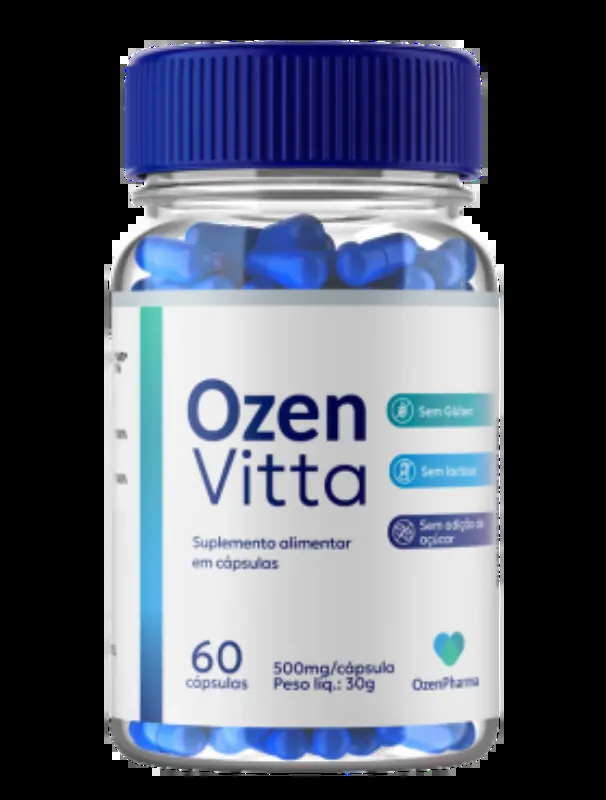 Ozen
Vitta
Suplemento alimentar
em cápsulas
Sem Glúten
Sem lactose
Sem adição de
açúcar
60
cápsulas
500mg/cápsula
Peso líq.: 30g
OzenPharma